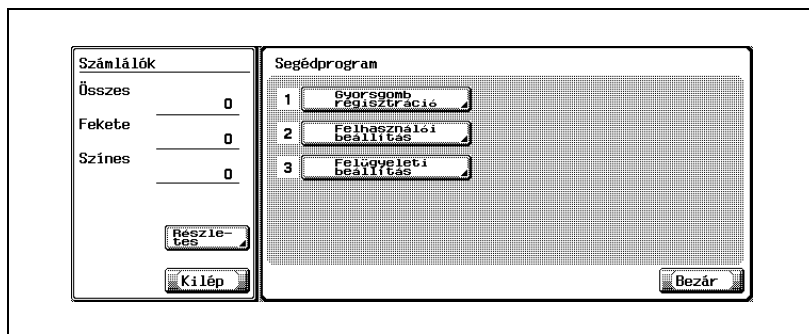 Számlálók
Összes
0
Fekete
0
Színes
0
Részle-
tes
Kilép
Segédprogram
1 Gyorsgomb
regisztráció
2 Felhasználói
beállítás
3 Felügyeleti
beállítás
Bezár